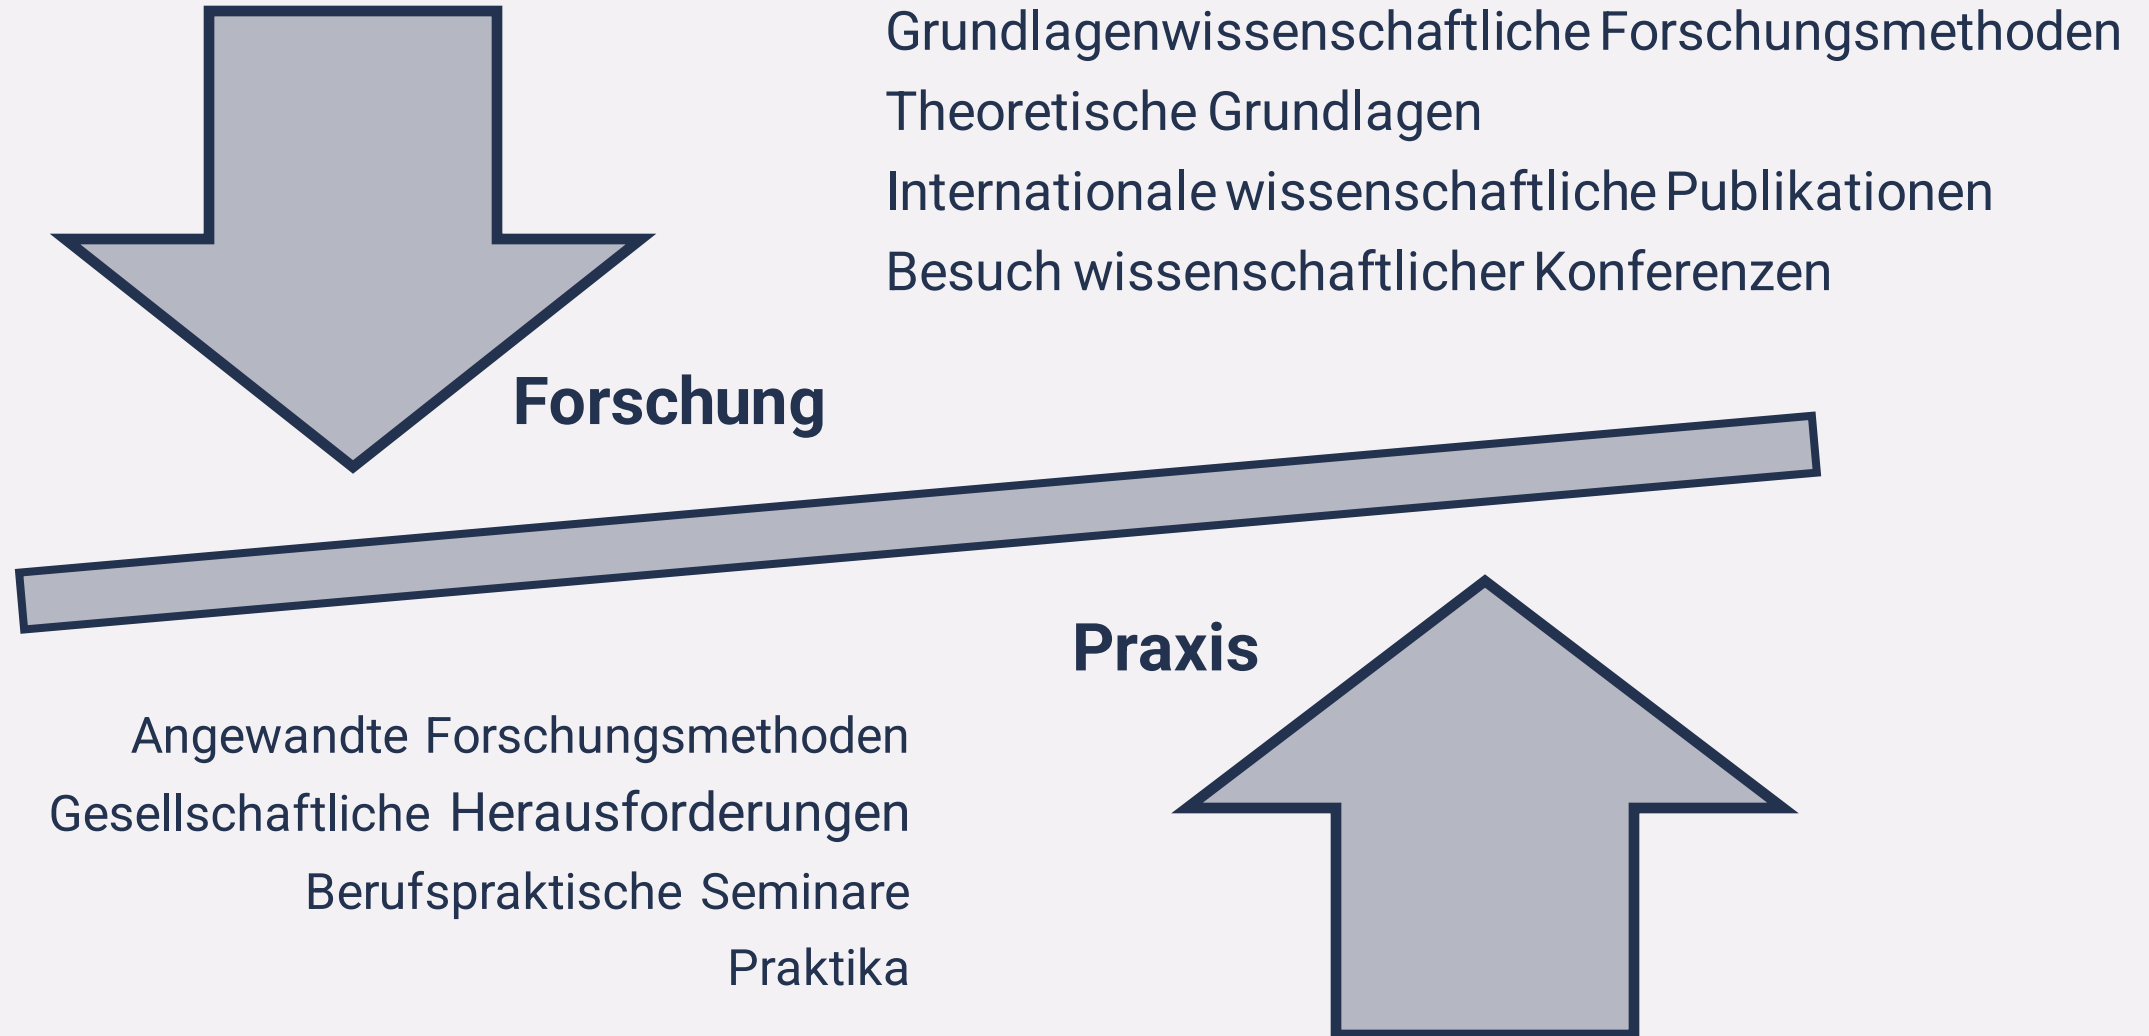 Grundlagenwissenschaftliche Forschungsmethoden
Theoretische Grundlagen
Internationale wissenschaftliche Publikationen
Besuch wissenschaftlicher Konferenzen
Forschung
Praxis
Angewandte Forschungsmethoden
Gesellschaftliche Herausforderungen
Berufspraktische Seminare
Praktika